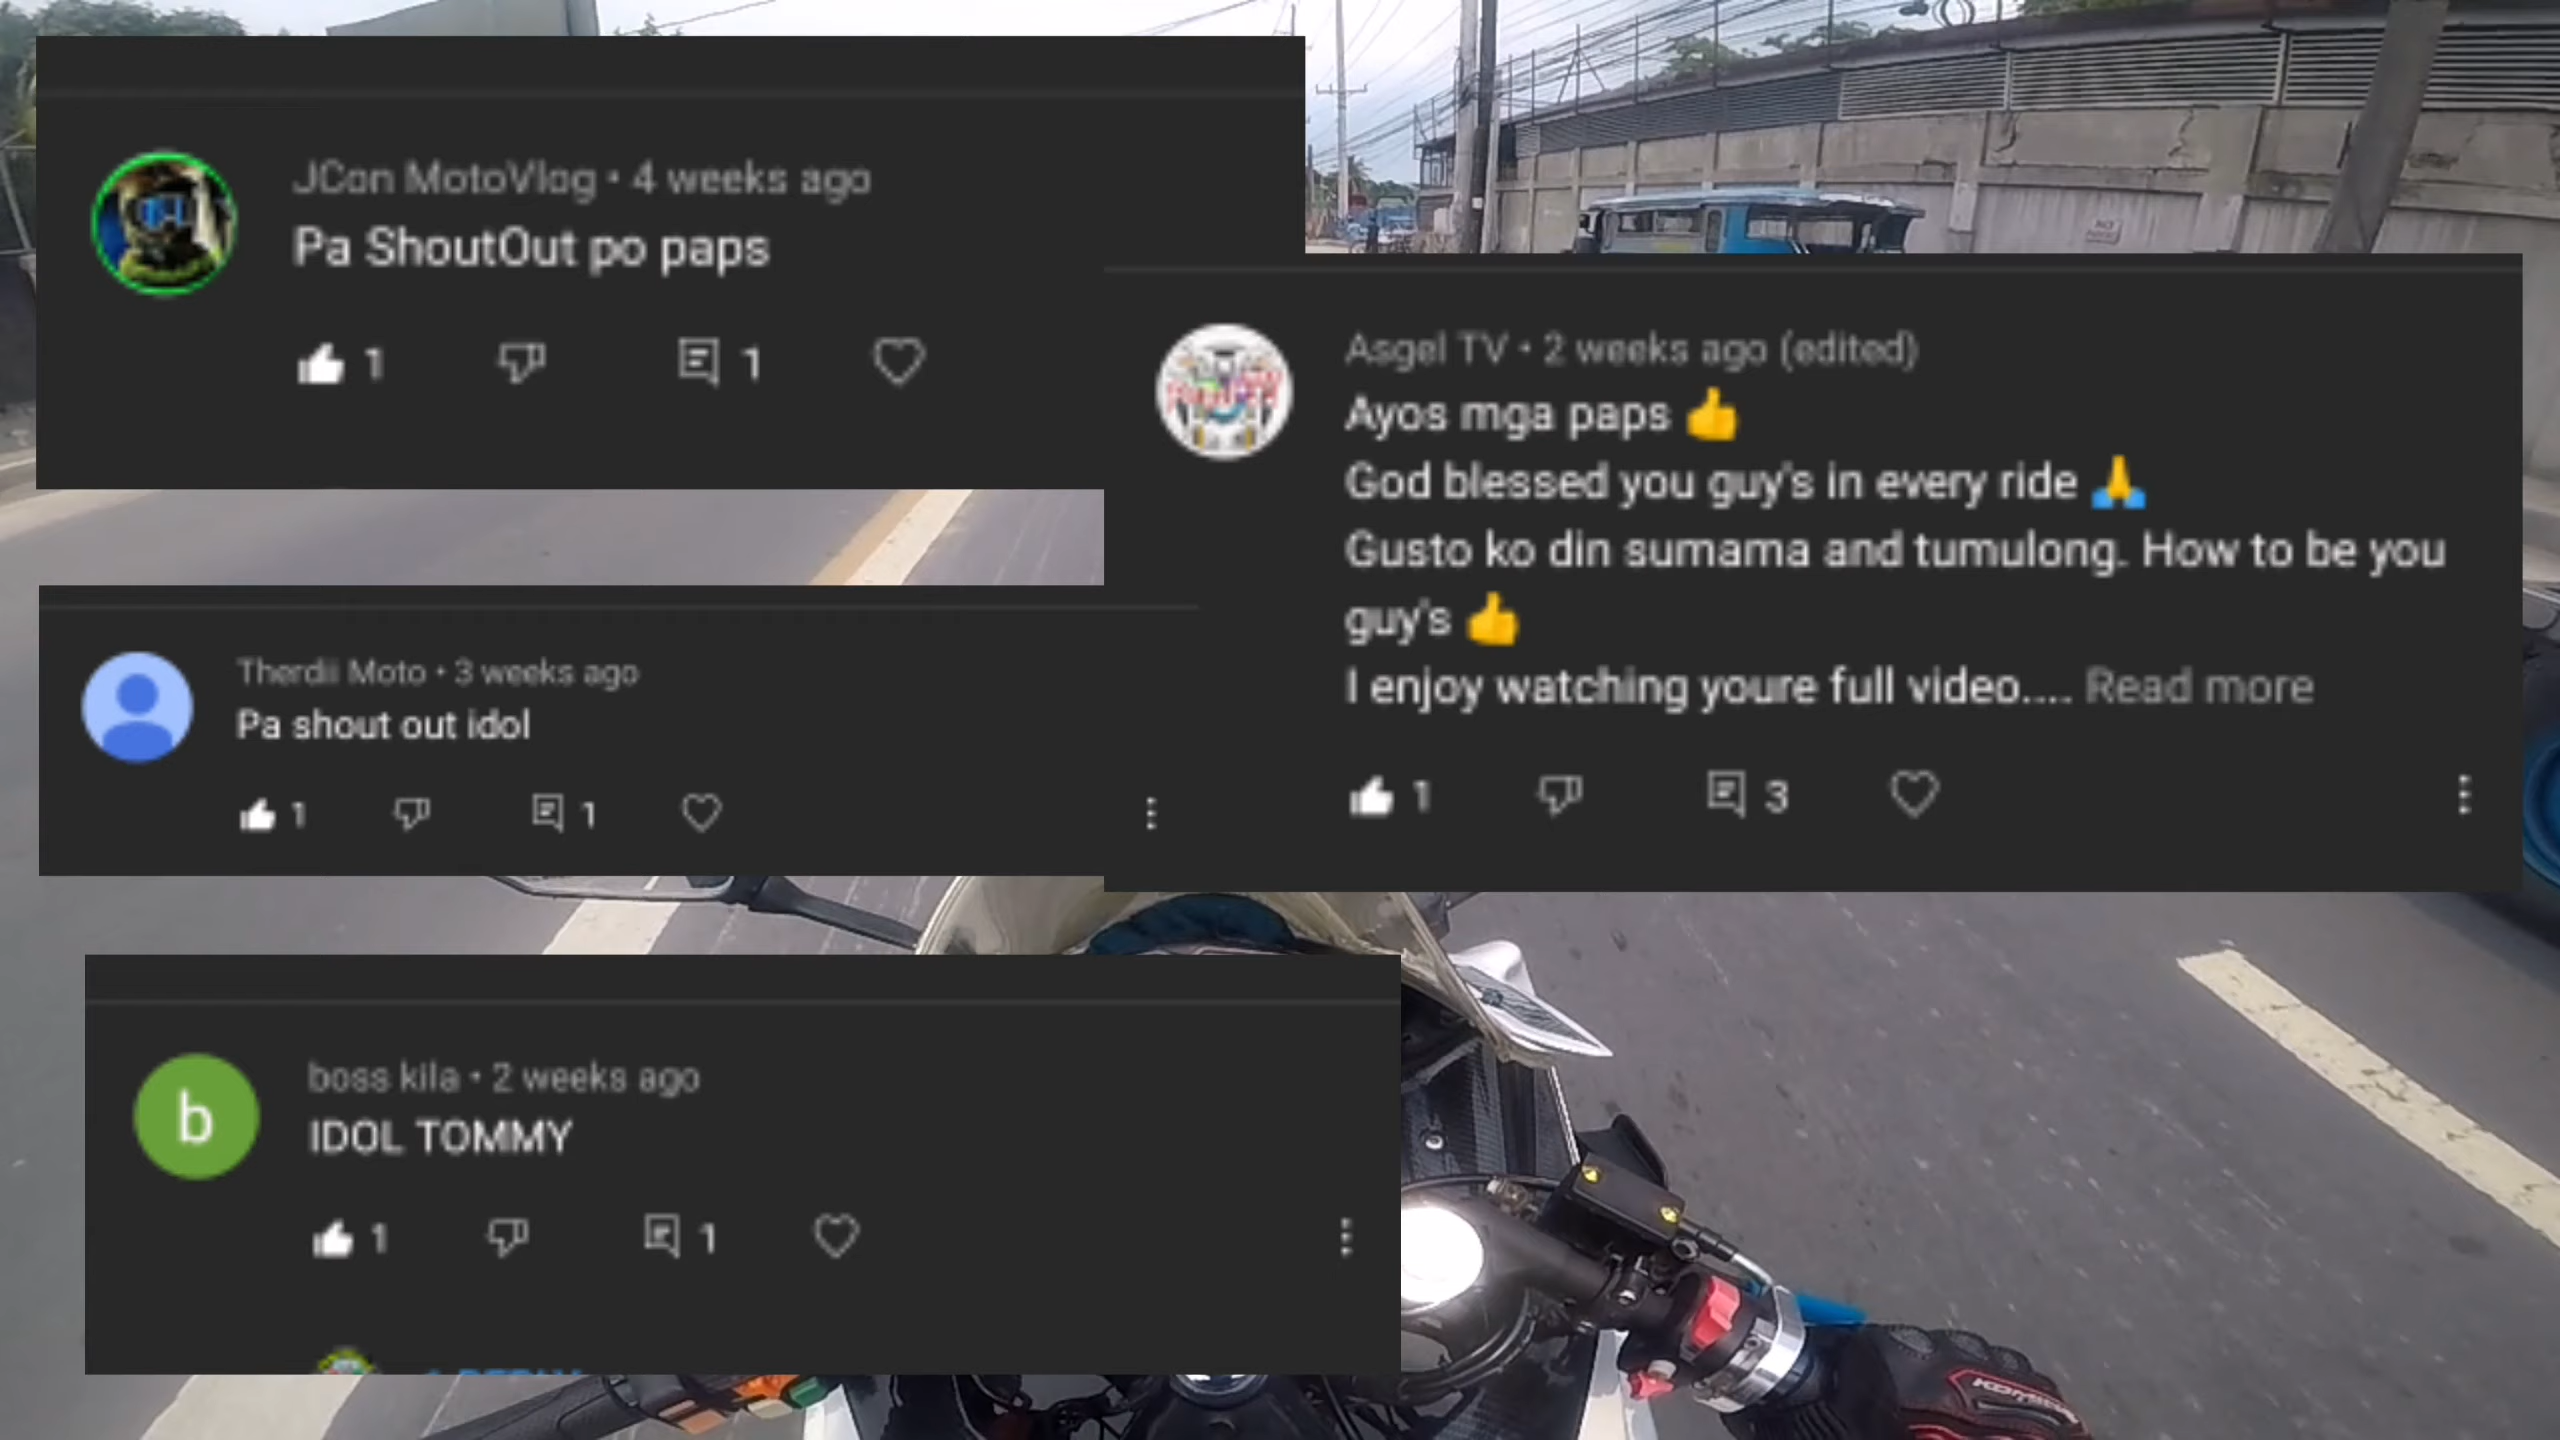 JCon MotoVlog • 4 weeks ago
Pa ShoutOut po paps
1 1
Asgel TV • 2 weeks ago (edited)
Ayos mga paps 👍
God blessed you guy's in every ride 🙏
Gusto ko din sumama and tumulong. How to be you
guy's 👍
I enjoy watching youre full video.... Read more
1 3
Therdii Moto • 3 weeks ago
Pa shout out idol
1 1
b
boss kila • 2 weeks ago
IDOL TOMMY
1 1